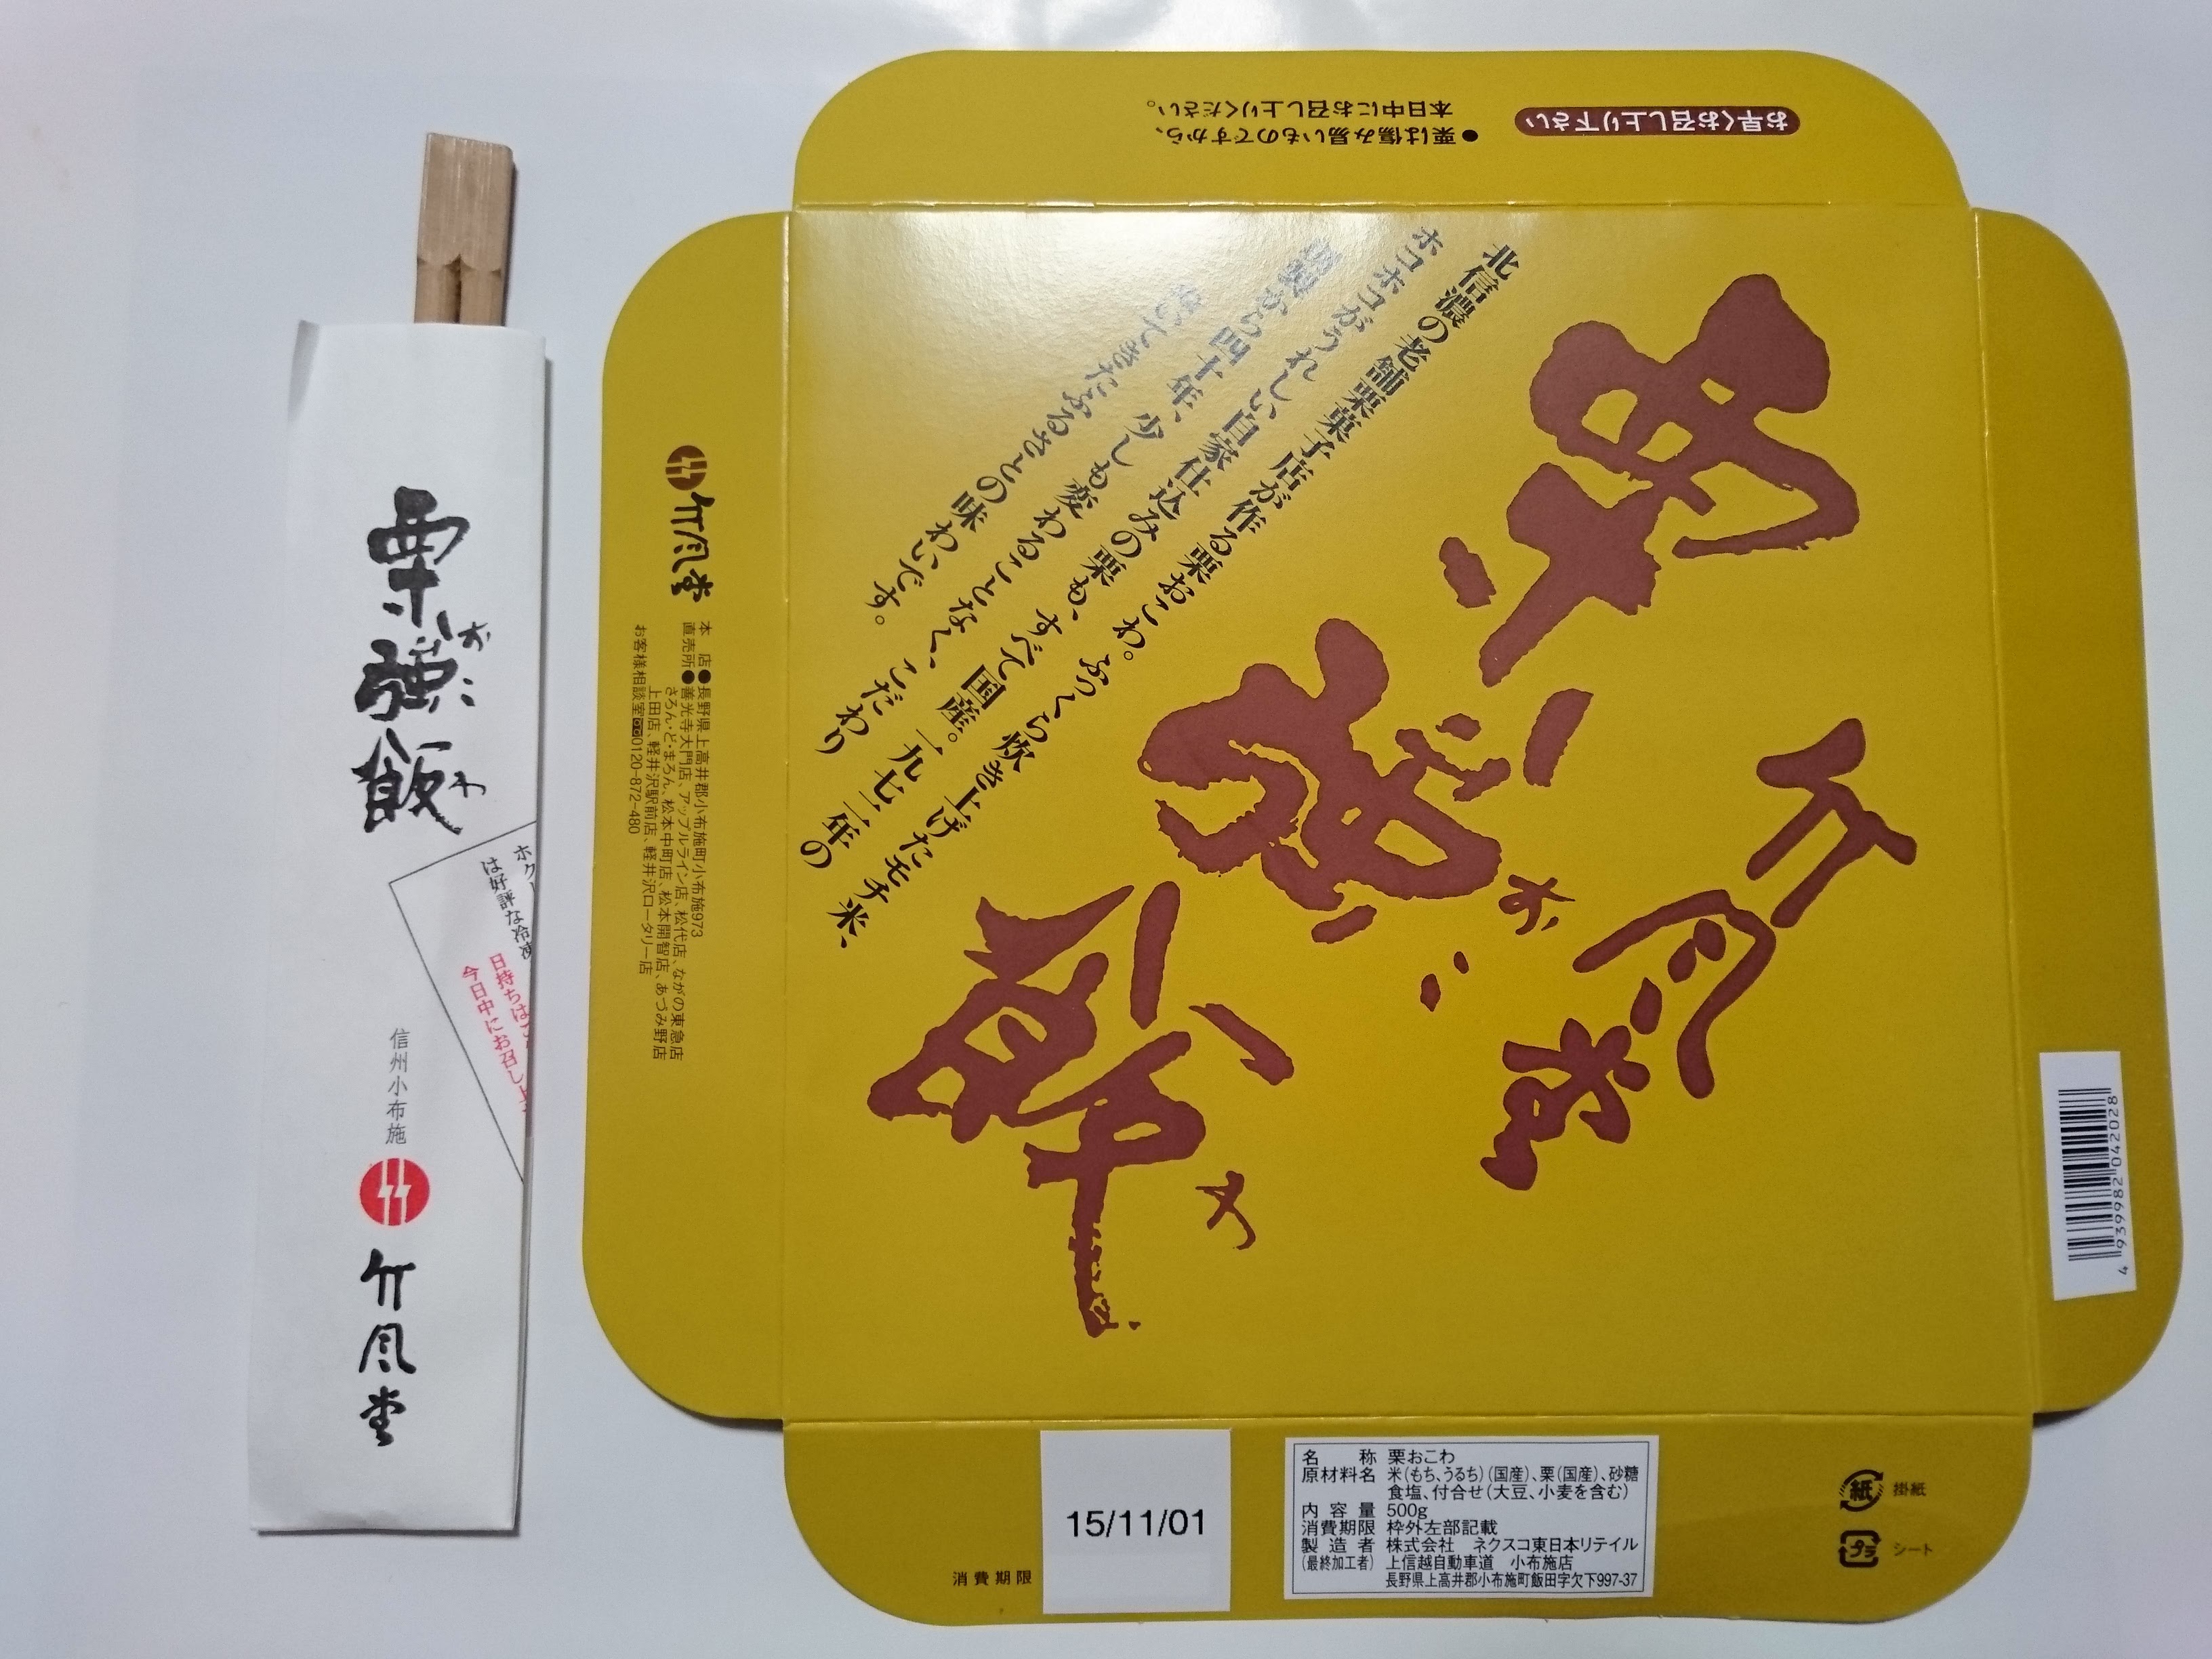 栗強飯
おこわ
ホク
は好評な冷凍
日持ちは
今日中にお召し上
信州小布施
竹風堂
お早くお召し上り下さい
●栗は傷み易いものですから、
本日中にお召し上りください。
栗強飯
おこわ
竹風堂
北信濃の老舗栗菓子店が作る栗おこわ。ふっくら炊き上げたモチ米、
ホコホコがうれしい自家仕込みの栗も、すべて国産。一九七二年の
創製から四十年、少しも変わることなく、こだわり
続いてきたふるさとの味わいです。
竹風堂
本店●長野県上高井郡小布施町小布施973
直売所●善光寺大門店、アップルライン店、松代店、ながの東急店
さろん・ど・まろん、松本中町店、松本開智店、あづみ野店
上田店、軽井沢駅前店、軽井沢ロータリー店
お客様相談室 0120-872-480
4 939982 042028
消費期限
15/11/01
名称 栗おこわ
原材料名 米(もち、うるち)(国産)、栗(国産)、砂糖
食塩、付合せ(大豆、小麦を含む)
内容量 500g
消費期限 枠外左部記載
製造者 株式会社 ネクスコ東日本リテイル
(最終加工者) 上信越自動車道 小布施店
長野県上高井郡小布施町飯田字欠下997-37
紙 掛紙
プラ シート